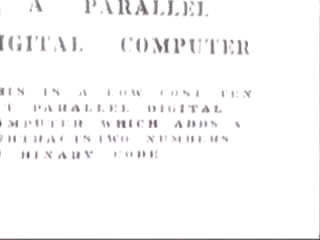 A PARALLEL
IGITAL COMPUTER
HIS IS A LOW COST TEN
T PARALLEL DIGITAL
OMPUTER WHICH ADDS &
UBTRACTS TWO NUMBERS
N BINARY CODE